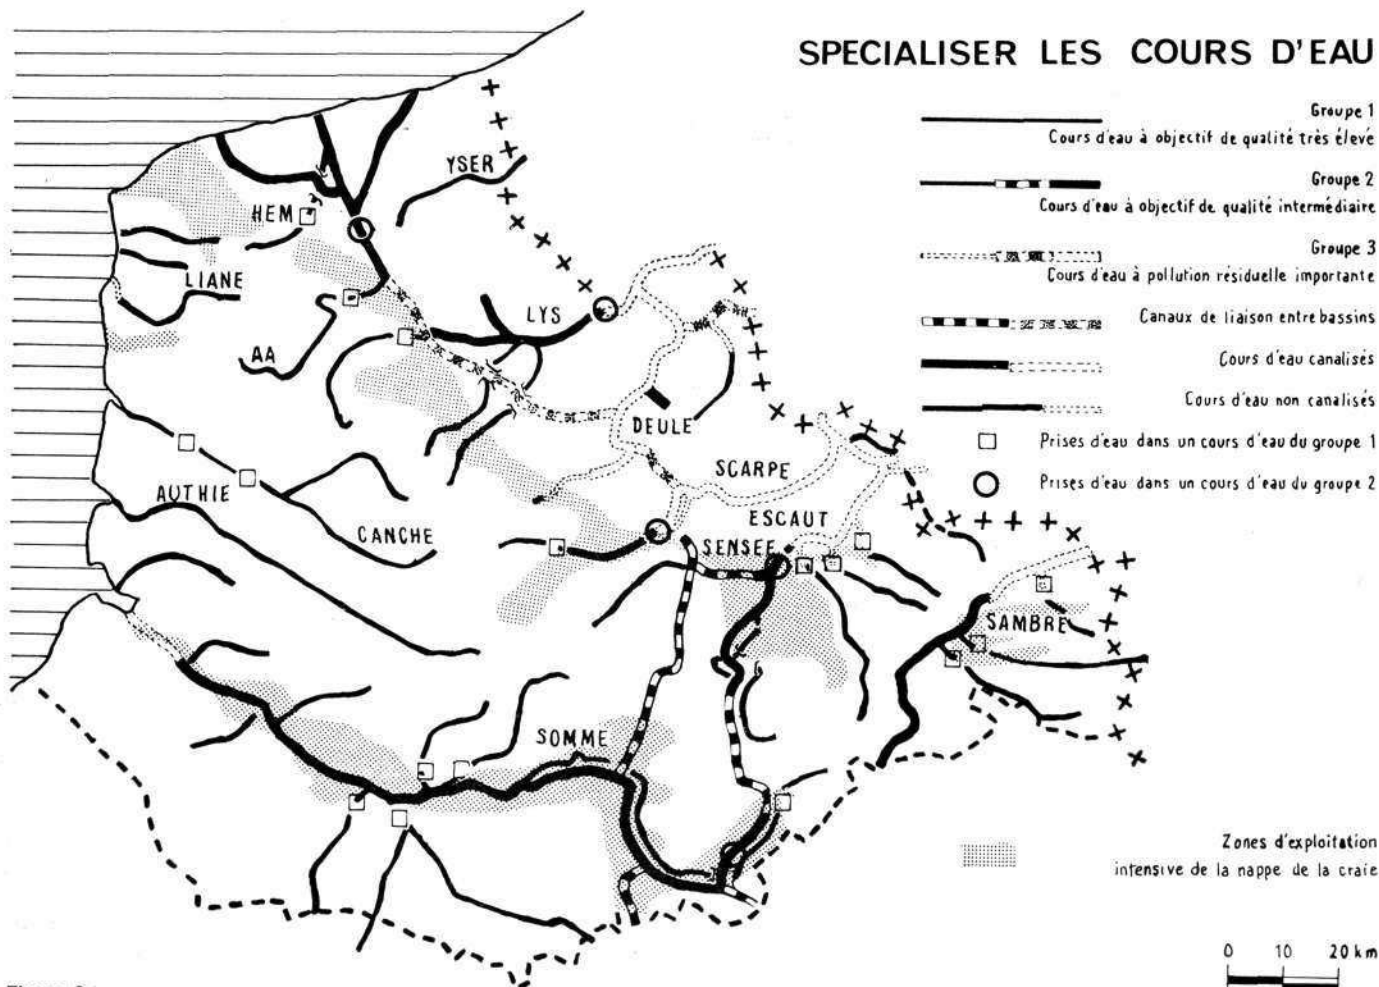 SPECIALISER LES COURS D'EAU
Groupe 1
Cours d'eau à objectif de qualité très élevé
Groupe 2
Cours d'eau à objectif de qualité intermédiaire
Groupe 3
Cours d'eau à pollution résiduelle importante
Canaux de liaison entre bassins
Cours d'eau canalisés
Cours d'eau non canalisés
Prises d'eau dans un cours d'eau du groupe 1
Prises d'eau dans un cours d'eau du groupe 2
YSER
HEM
LIANE
LYS
AA
DEULE
SCARPE
AUTHIE
ESCAUT
CANCHE
SENSEE
SAMBRE
SOMME
Zones d'exploitation
intensive de la nappe de la craie
0 10 20 km